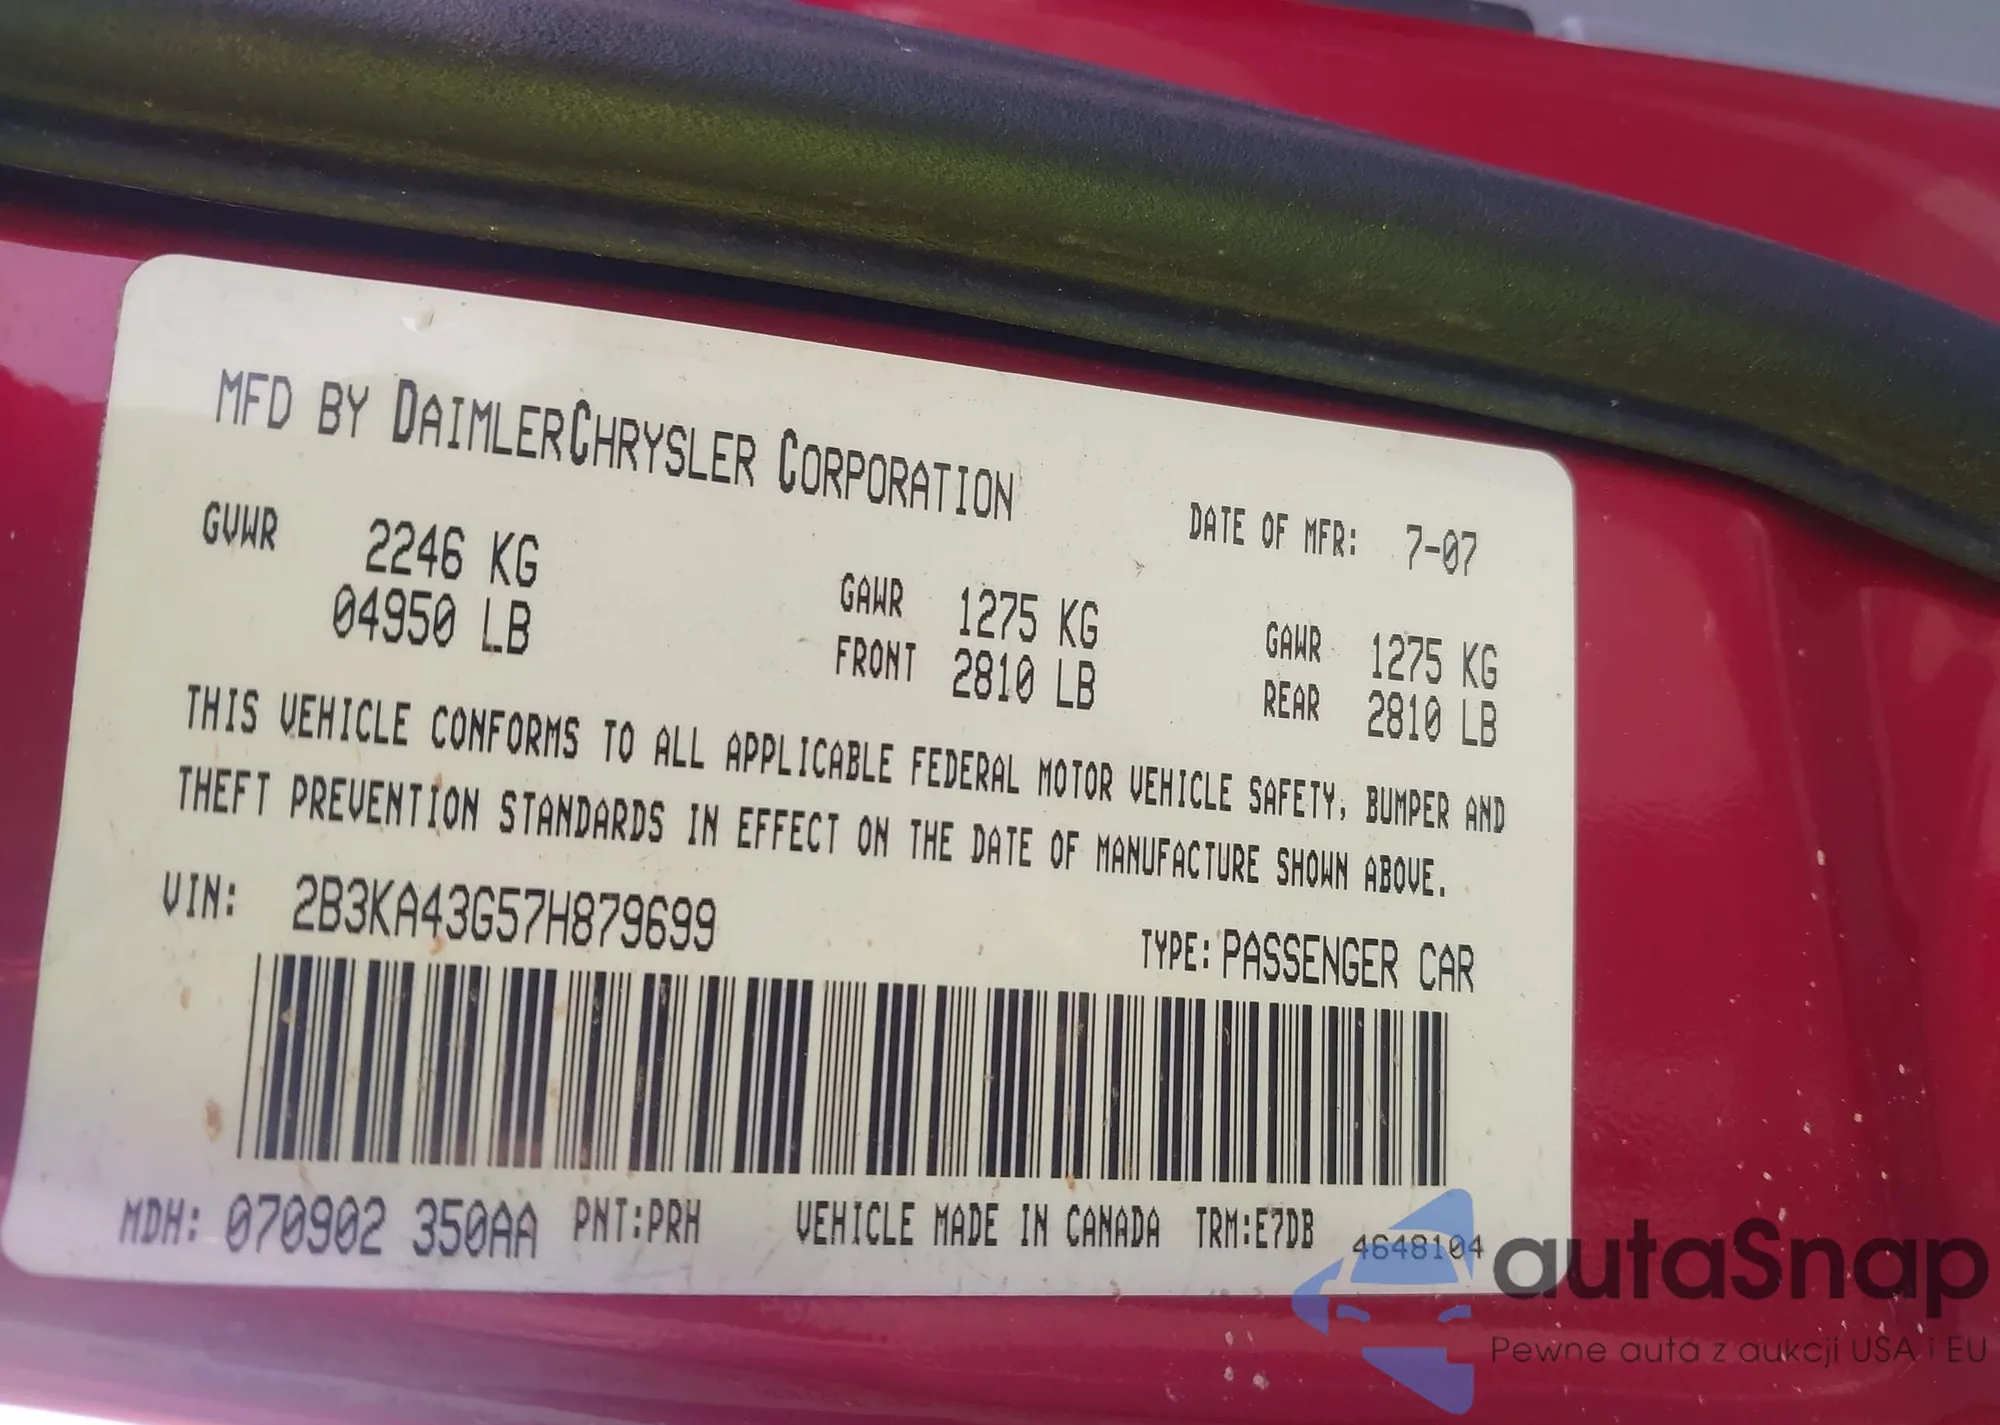 MFD BY DAIMLERCHRYSLER CORPORATION
DATE OF MFR: 7-07
GVWR 2246 KG
04950 LB
GAWR 1275 KG
FRONT 2810 LB
GAWR 1275 KG
REAR 2810 LB
THIS VEHICLE CONFORMS TO ALL APPLICABLE FEDERAL MOTOR VEHICLE SAFETY, BUMPER AND
THEFT PREVENTION STANDARDS IN EFFECT ON THE DATE OF MANUFACTURE SHOWN ABOVE.
VIN: 2B3KA43G57H879699
TYPE: PASSENGER CAR
MDH: 070902 350AA PNT:PRH VEHICLE MADE IN CANADA TRM:E7DB 4648104
autaSnap
Pewne auta z aukcji USA i EU